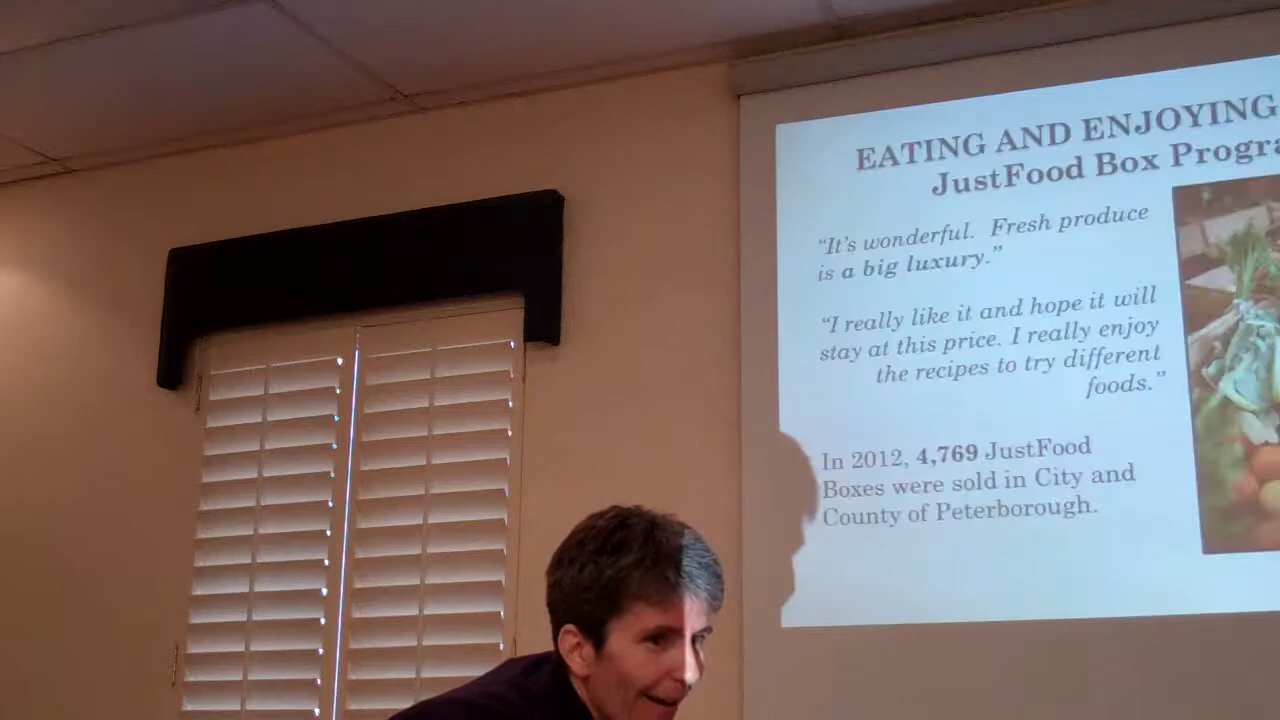 EATING AND ENJOYING
JustFood Box Progra
“It’s wonderful. Fresh produce
is a big luxury.”
“I really like it and hope it will
stay at this price. I really enjoy
the recipes to try different
foods.”
In 2012, 4,769 JustFood
Boxes were sold in City and
County of Peterborough.